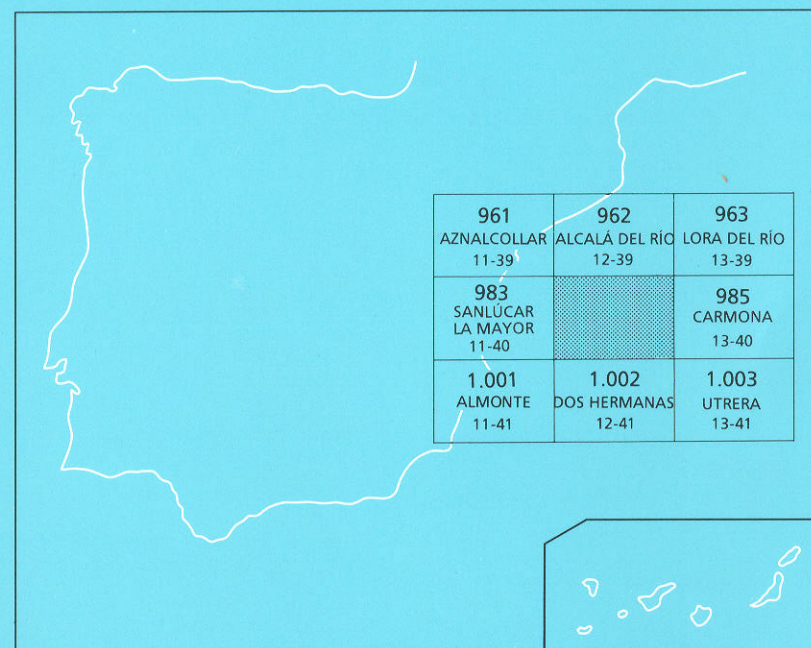 961
AZNALCOLLAR
11-39
962
ALCALÁ DEL RÍO
12-39
963
LORA DEL RÍO
13-39
983
SANLÚCAR
LA MAYOR
11-40
985
CARMONA
13-40
1.001
ALMONTE
11-41
1.002
DOS HERMANAS
12-41
1.003
UTRERA
13-41